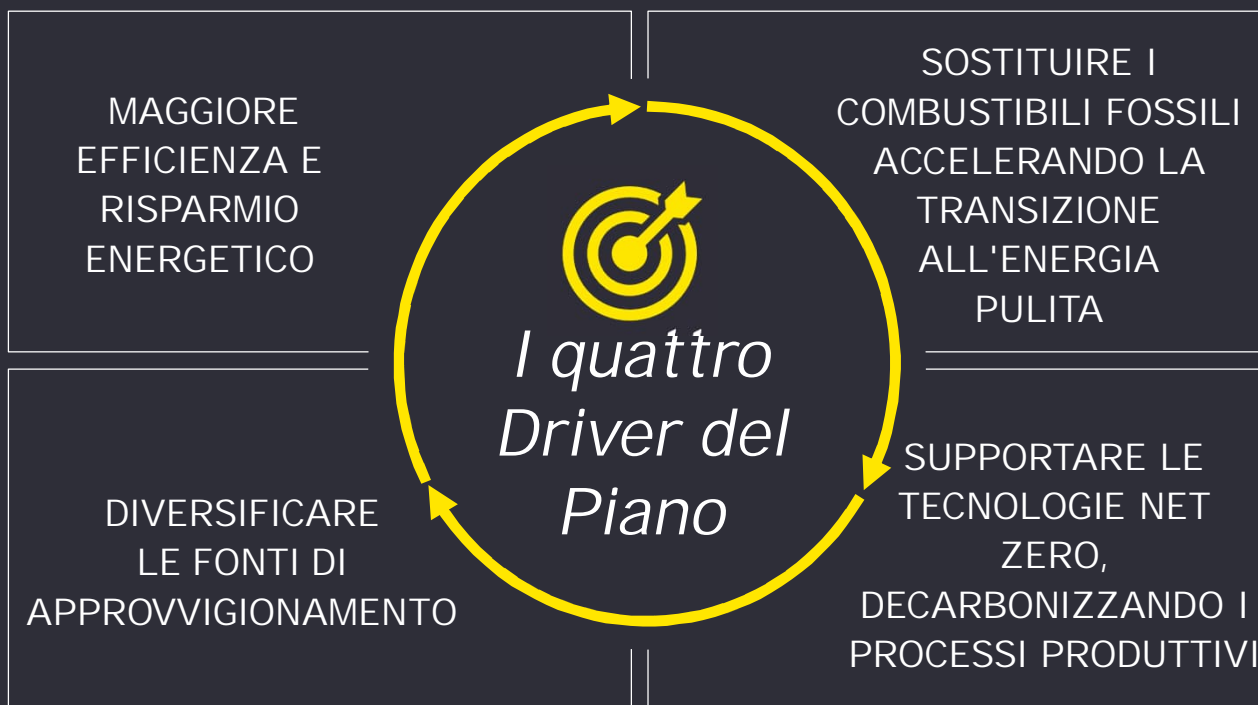 MAGGIORE
EFFICIENZA E
RISPARMIO
ENERGETICO
SOSTITUIRE I
COMBUSTIBILI FOSSILI
ACCELERANDO LA
TRANSIZIONE
ALL'ENERGIA
PULITA
I quattro
Driver del
Piano
DIVERSIFICARE
LE FONTI DI
APPROVVIGIONAMENTO
SUPPORTARE LE
TECNOLOGIE NET
ZERO,
DECARBONIZZANDO I
PROCESSI PRODUTTIVI